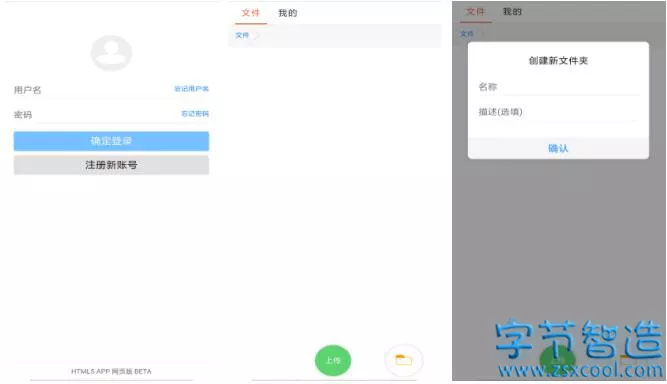 用户名
忘记用户名
密码
忘记密码
确定登录
注册新账号
HTML5 APP 网页版 BETA
文件 我的
文件
上传
文件 我的
文件
创建新文件夹
名称
描述(选填)
确认
字节智造
www.zsxcool.com